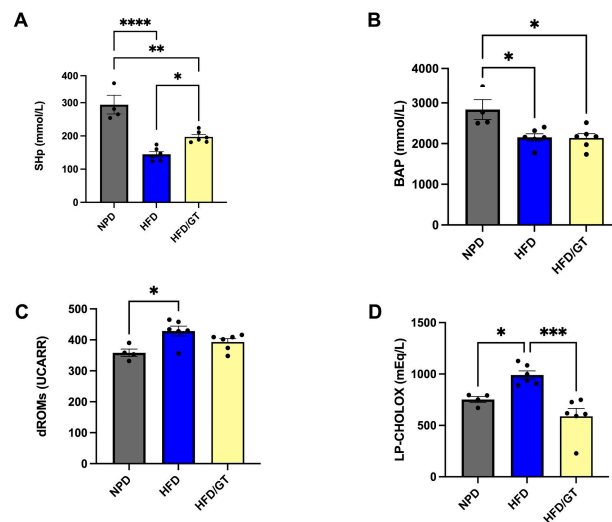 A
****
**
*
SHp (mmol/L)
400
300
200
100
0
NPD
HFD
HFD/GT
B
*
*
BAP (mmol/L)
4000
3000
2000
1000
0
NPD
HFD
HFD/GT
C
*
dROMs (UCARR)
500
400
300
200
100
0
NPD
HFD
HFD/GT
D
*
***
LP-CHOLOX (mEq/L)
1500
1000
500
0
NPD
HFD
HFD/GT